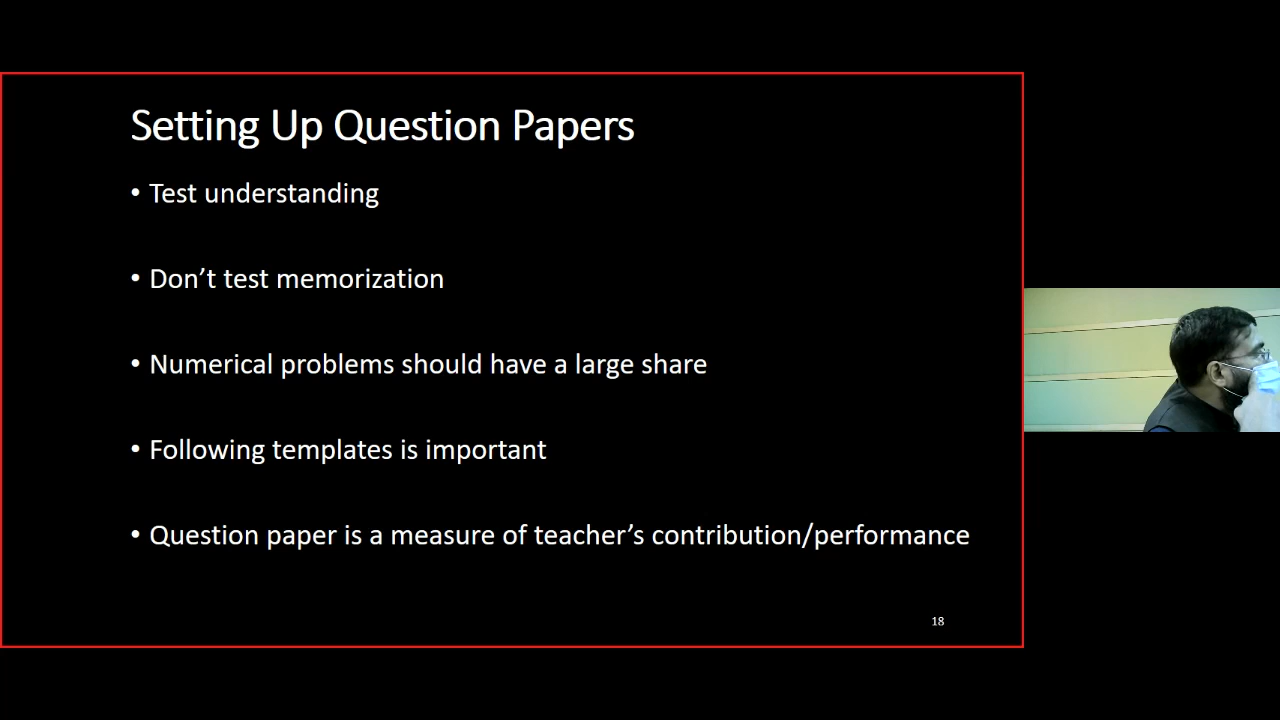 Setting Up Question Papers
• Test understanding
• Don’t test memorization
• Numerical problems should have a large share
• Following templates is important
• Question paper is a measure of teacher’s contribution/performance
18